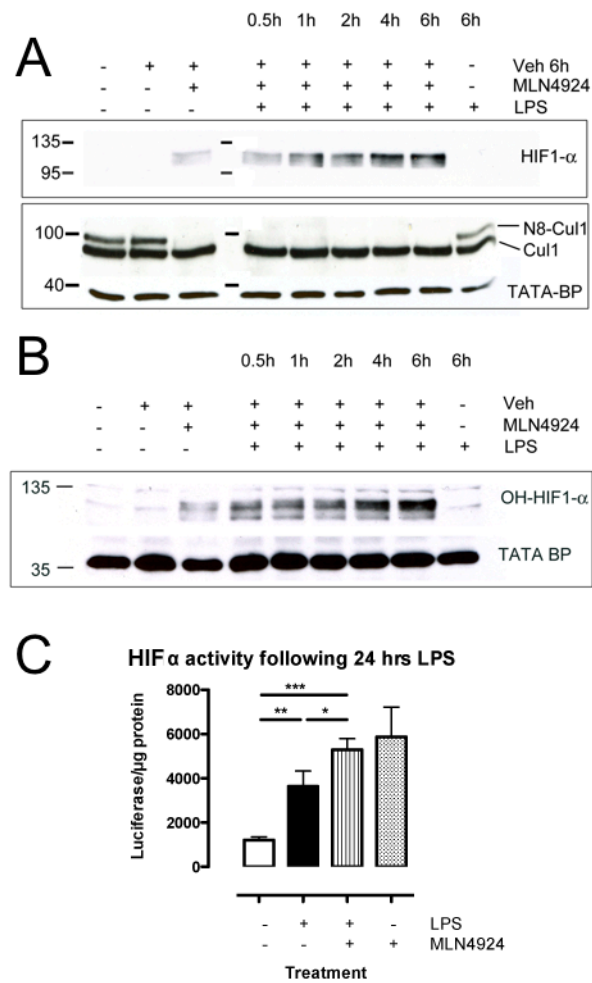 0.5h 1h 2h 4h 6h 6h
A
- + + + + + + + - Veh 6h
- - + + + + + + - MLN4924
- - - + + + + + + LPS
135
95
HIF1-α
100
N8-Cul1
Cul1
40
TATA-BP
B
0.5h 1h 2h 4h 6h 6h
- + + + + + + + - Veh
- - + + + + + + - MLN4924
- - - + + + + + + LPS
135
OH-HIF1-α
35
TATA BP
C
HIFα activity following 24 hrs LPS
Luciferase/µg protein
8000
6000
4000
2000
0
***
** *
- + + - LPS
- - + + MLN4924
Treatment